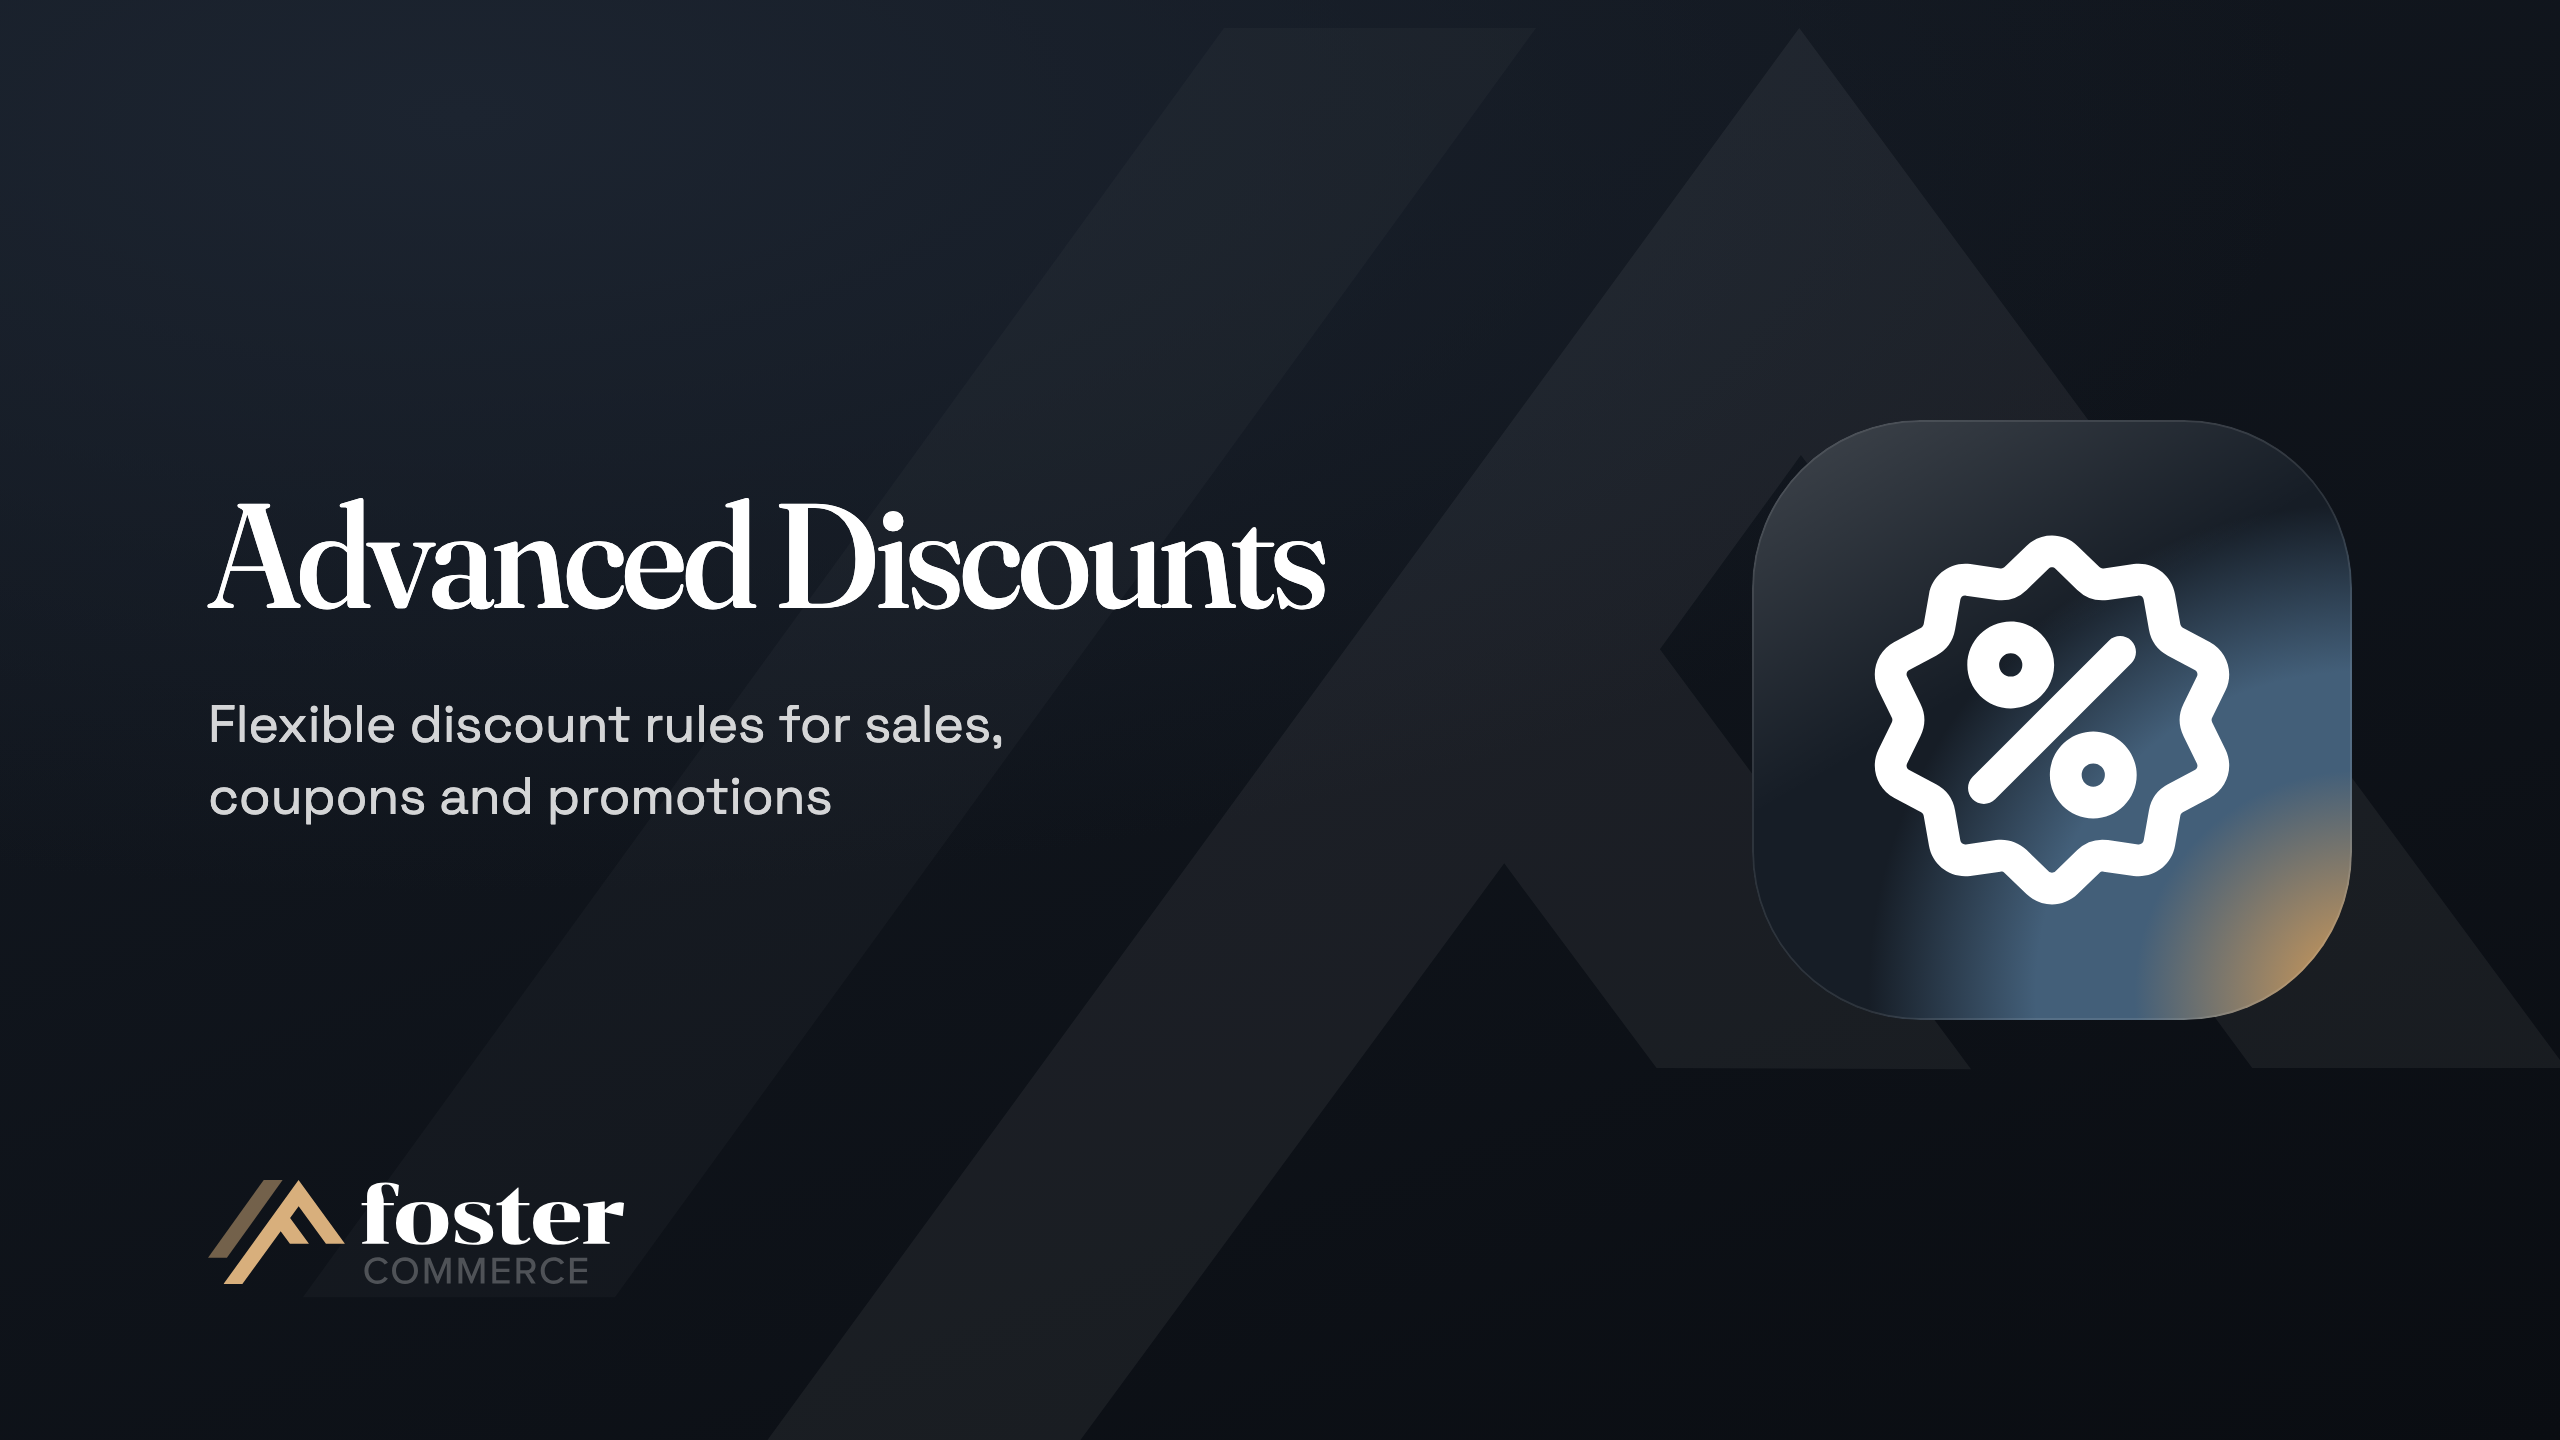 Advanced Discounts
Flexible discount rules for sales,
coupons and promotions
foster
COMMERCE